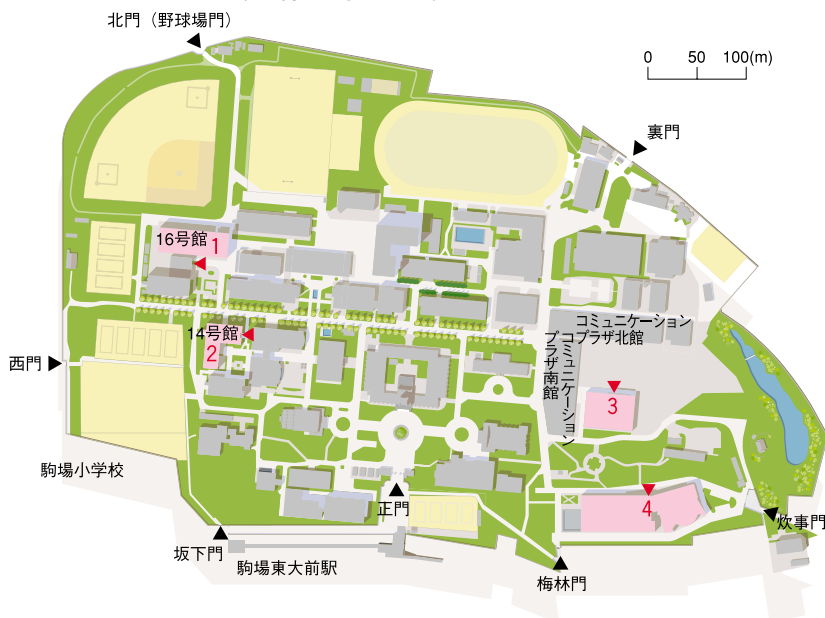 北門（野球場門）
0 50 100(m)
裏門
16号館 1
コミュニケーション
プラザ北館
14号館
2
コミュニケーション
プラザ南館
西門
3
駒場小学校
4
正門
炊事門
坂下門
駒場東大前駅
梅林門